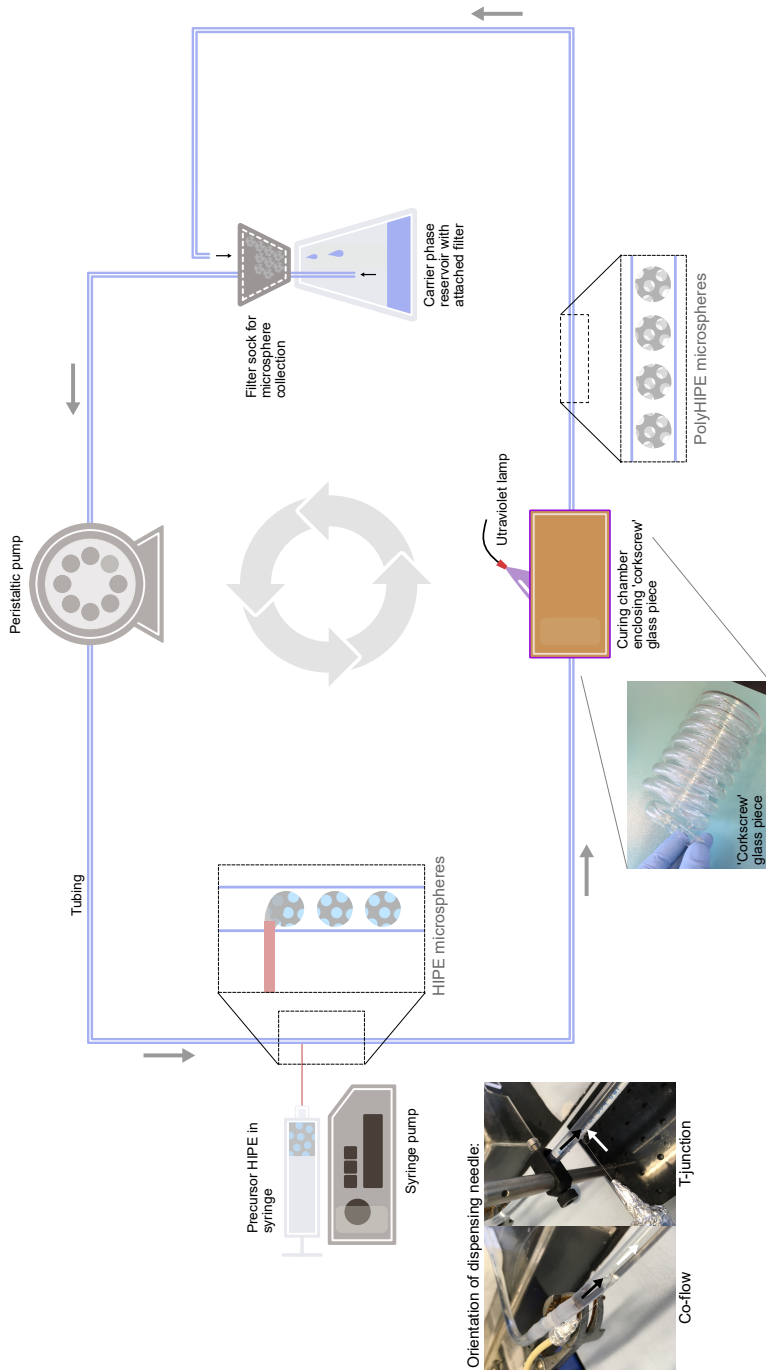 Orientation of dispensing needle:
Co-flow
T-junction
Precursor HIPE in
syringe
Syringe pump
HIPE microspheres
Tubing
Peristaltic pump
Filter sock for
microsphere
collection
Carrier phase
reservoir with
attached filter
Utraviolet lamp
Curing chamber
enclosing 'corkscrew'
glass piece
'Corkscrew'
glass piece
PolyHIPE microspheres